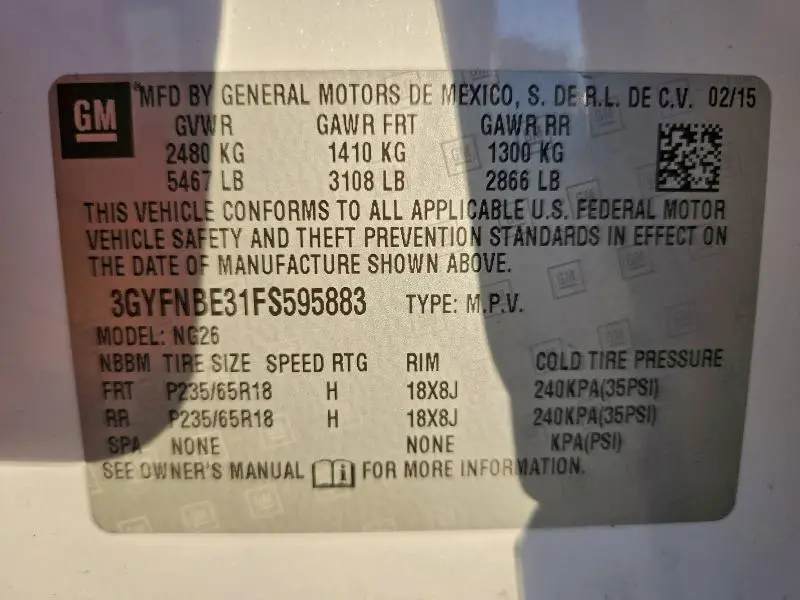 GM
MFD BY GENERAL MOTORS DE MEXICO, S. DE R.L. DE C.V. 02/15
GVWR GAWR FRT GAWR RR
2480 KG 1410 KG 1300 KG
5467 LB 3108 LB 2866 LB
THIS VEHICLE CONFORMS TO ALL APPLICABLE U.S. FEDERAL MOTOR
VEHICLE SAFETY AND THEFT PREVENTION STANDARDS IN EFFECT ON
THE DATE OF MANUFACTURE SHOWN ABOVE.
3GYFNBE31FS595883 TYPE: M.P.V.
MODEL: NG26
NBBM TIRE SIZE SPEED RTG RIM COLD TIRE PRESSURE
FRT P235/65R18 H 18X8J 240KPA(35PSI)
RR P235/65R18 H 18X8J 240KPA(35PSI)
SPA NONE NONE KPA(PSI)
SEE OWNER'S MANUAL FOR MORE INFORMATION.